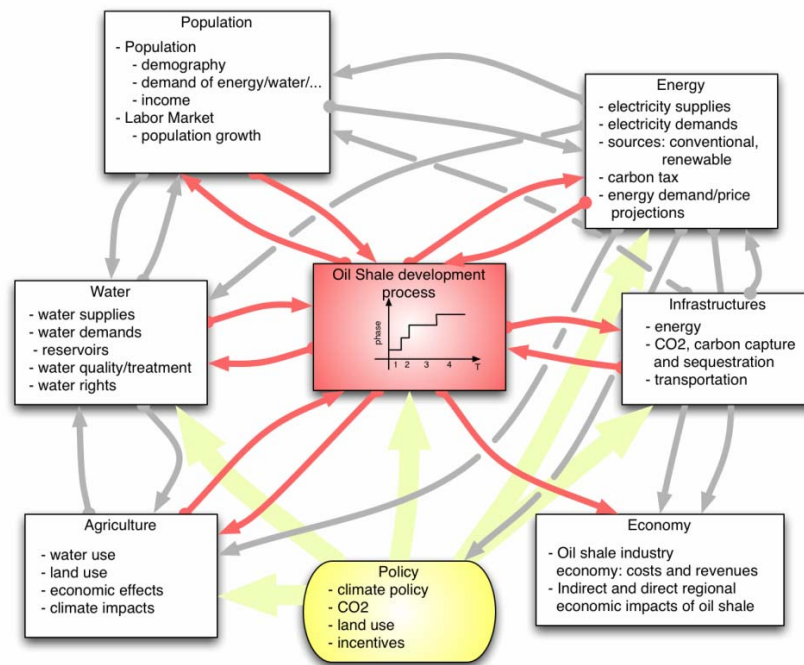 Population
- Population
- demography
- demand of energy/water/...
- income
- Labor Market
- population growth
Energy
- electricity supplies
- electricity demands
- sources: conventional,
renewable
- carbon tax
- energy demand/price
projections
Water
- water supplies
- water demands
- reservoirs
- water quality/treatment
- water rights
Oil Shale development
process
phase
1 2 3 4
T
Infrastructures
- energy
- CO2, carbon capture
and sequestration
- transportation
Agriculture
- water use
- land use
- economic effects
- climate impacts
Policy
- climate policy
- CO2
- land use
- incentives
Economy
- Oil shale industry
economy: costs and revenues
- Indirect and direct regional
economic impacts of oil shale